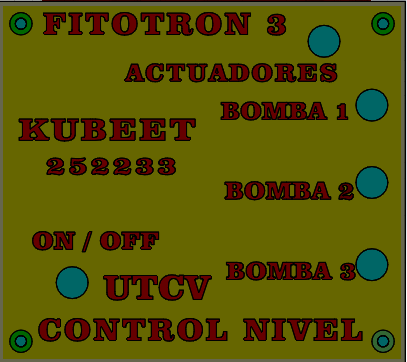 FITOTRON 3
ACTUADORES
BOMBA 1
KUBEET
252233
BOMBA 2
ON / OFF
BOMBA 3
UTCV
CONTROL NIVEL